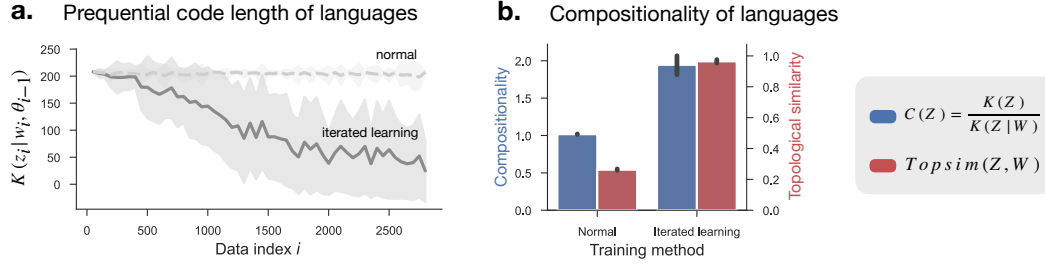 a. Prequential code length of languages
250
200
150
100
50
0
K(z_i | w_i, θ_{i−1})
normal
iterated learning
0 500 1000 1500 2000 2500
Data index i
b. Compositionality of languages
2.0
1.5
1.0
0.5
0.0
Compositionality
1.0
0.8
0.6
0.4
0.2
0.0
Topological similarity
Normal Iterated learning
Training method
C(Z) = K(Z) / K(Z | W)
Topsim(Z, W)